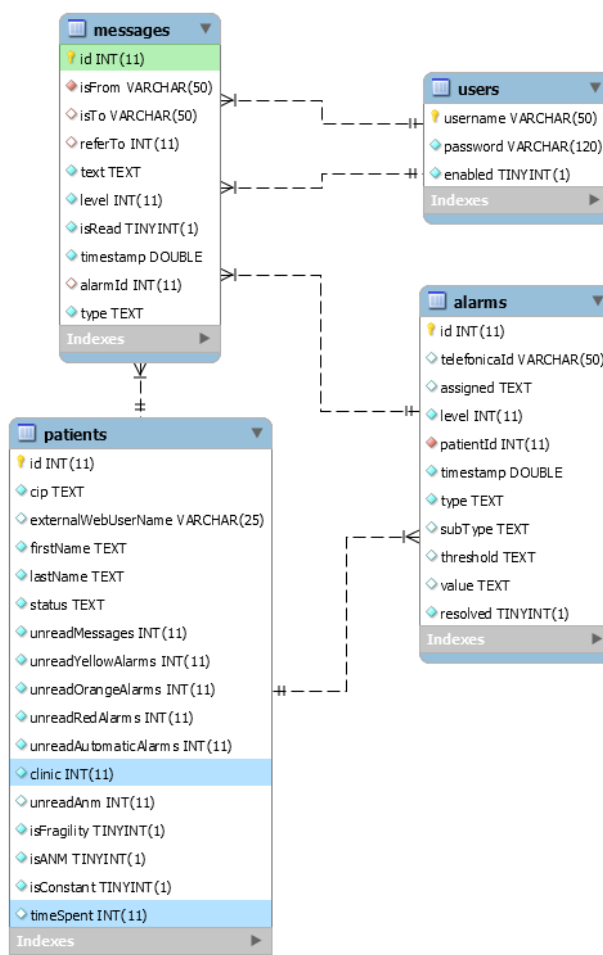 messages
id INT(11)
isFrom VARCHAR(50)
isTo VARCHAR(50)
referTo INT(11)
text TEXT
level INT(11)
isRead TINYINT(1)
timestamp DOUBLE
alarmId INT(11)
type TEXT
Indexes
users
username VARCHAR(50)
password VARCHAR(120)
enabled TINYINT(1)
Indexes
alarms
id INT(11)
telefonicaId VARCHAR(50)
assigned TEXT
level INT(11)
patientId INT(11)
timestamp DOUBLE
type TEXT
subType TEXT
threshold TEXT
value TEXT
resolved TINYINT(1)
Indexes
patients
id INT(11)
cip TEXT
externalWebUserName VARCHAR(25)
firstName TEXT
lastName TEXT
status TEXT
unreadMessages INT(11)
unreadYellowAlarms INT(11)
unreadOrangeAlarms INT(11)
unreadRedAlarms INT(11)
unreadAutomaticAlarms INT(11)
clinic INT(11)
unreadAnm INT(11)
isFragility TINYINT(1)
isANM TINYINT(1)
isConstant TINYINT(1)
timeSpent INT(11)
Indexes